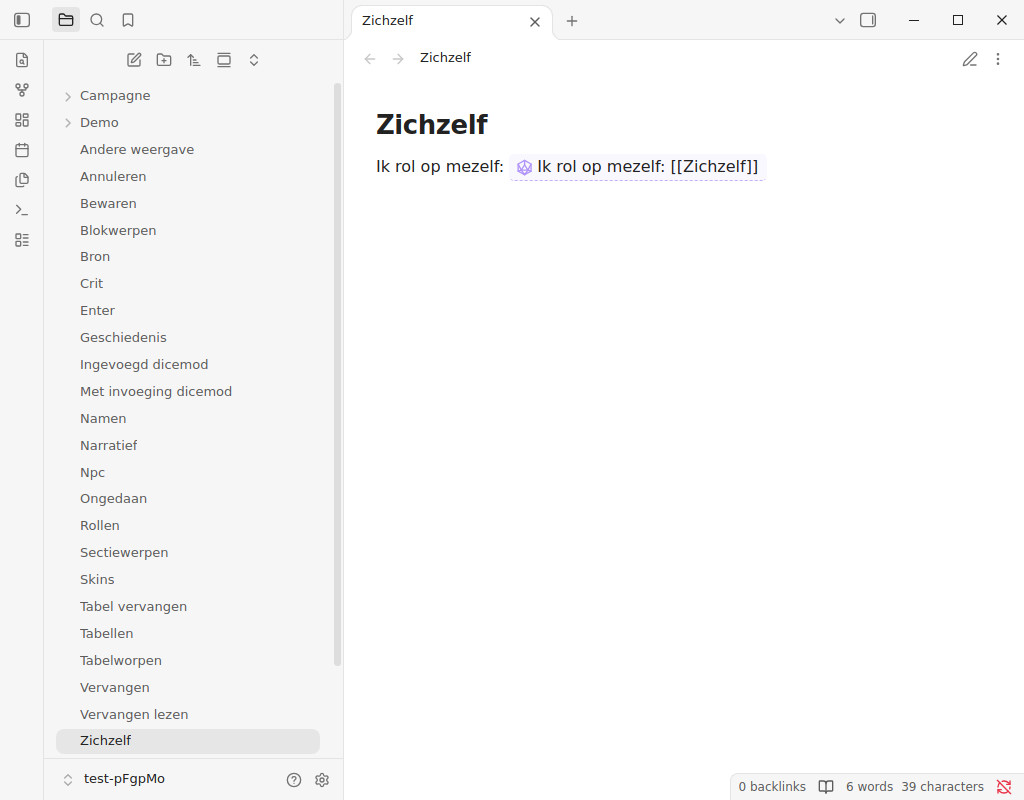 Zichzelf
Zichzelf
Campagne
Demo
Andere weergave
Annuleren
Bewaren
Blokwerpen
Bron
Crit
Enter
Geschiedenis
Ingevoegd dicemod
Met invoeging dicemod
Namen
Narratief
Npc
Ongedaan
Rollen
Sectiewerpen
Skins
Tabel vervangen
Tabellen
Tabelworpen
Vervangen
Vervangen lezen
Zichzelf
test-pFgpMo
Zichzelf
Ik rol op mezelf: Ik rol op mezelf: [[Zichzelf]]
0 backlinks 6 words 39 characters